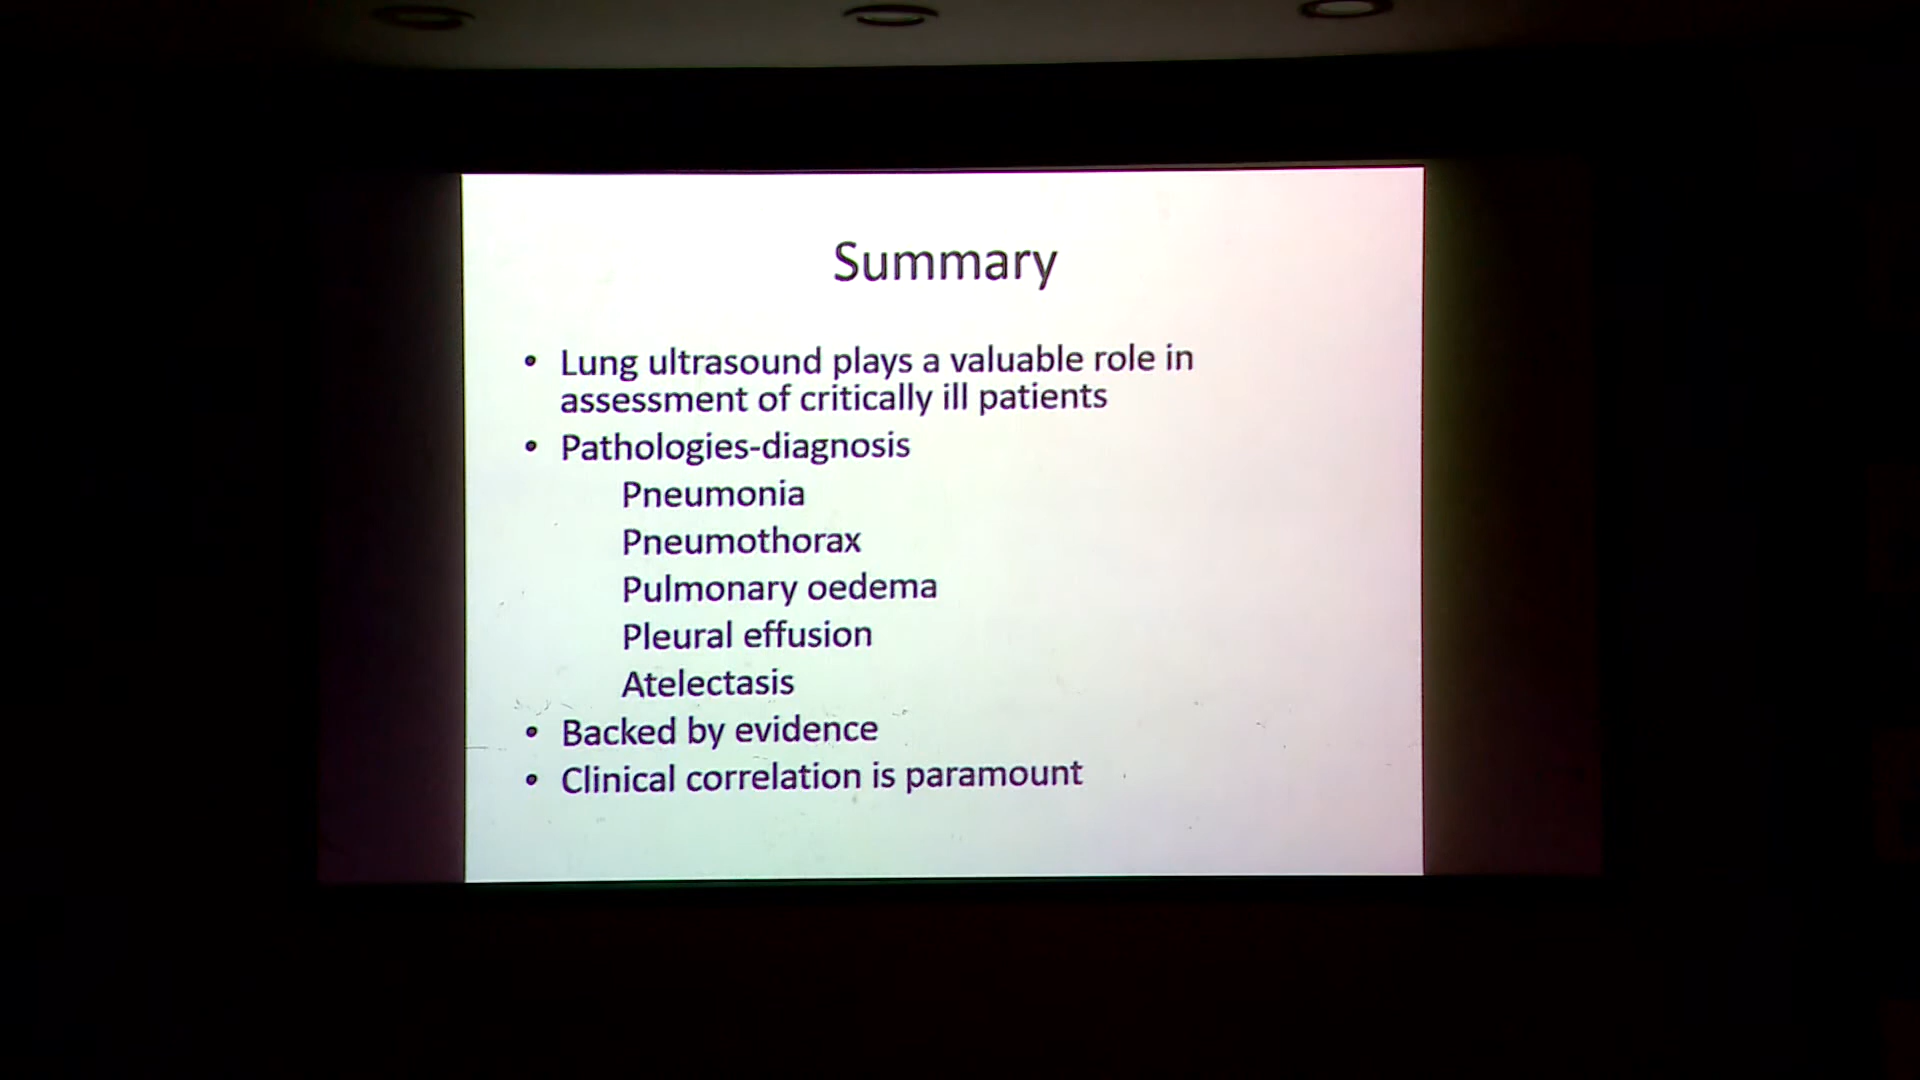 Summary
• Lung ultrasound plays a valuable role in
assessment of critically ill patients
• Pathologies-diagnosis
Pneumonia
Pneumothorax
Pulmonary oedema
Pleural effusion
Atelectasis
• Backed by evidence
• Clinical correlation is paramount